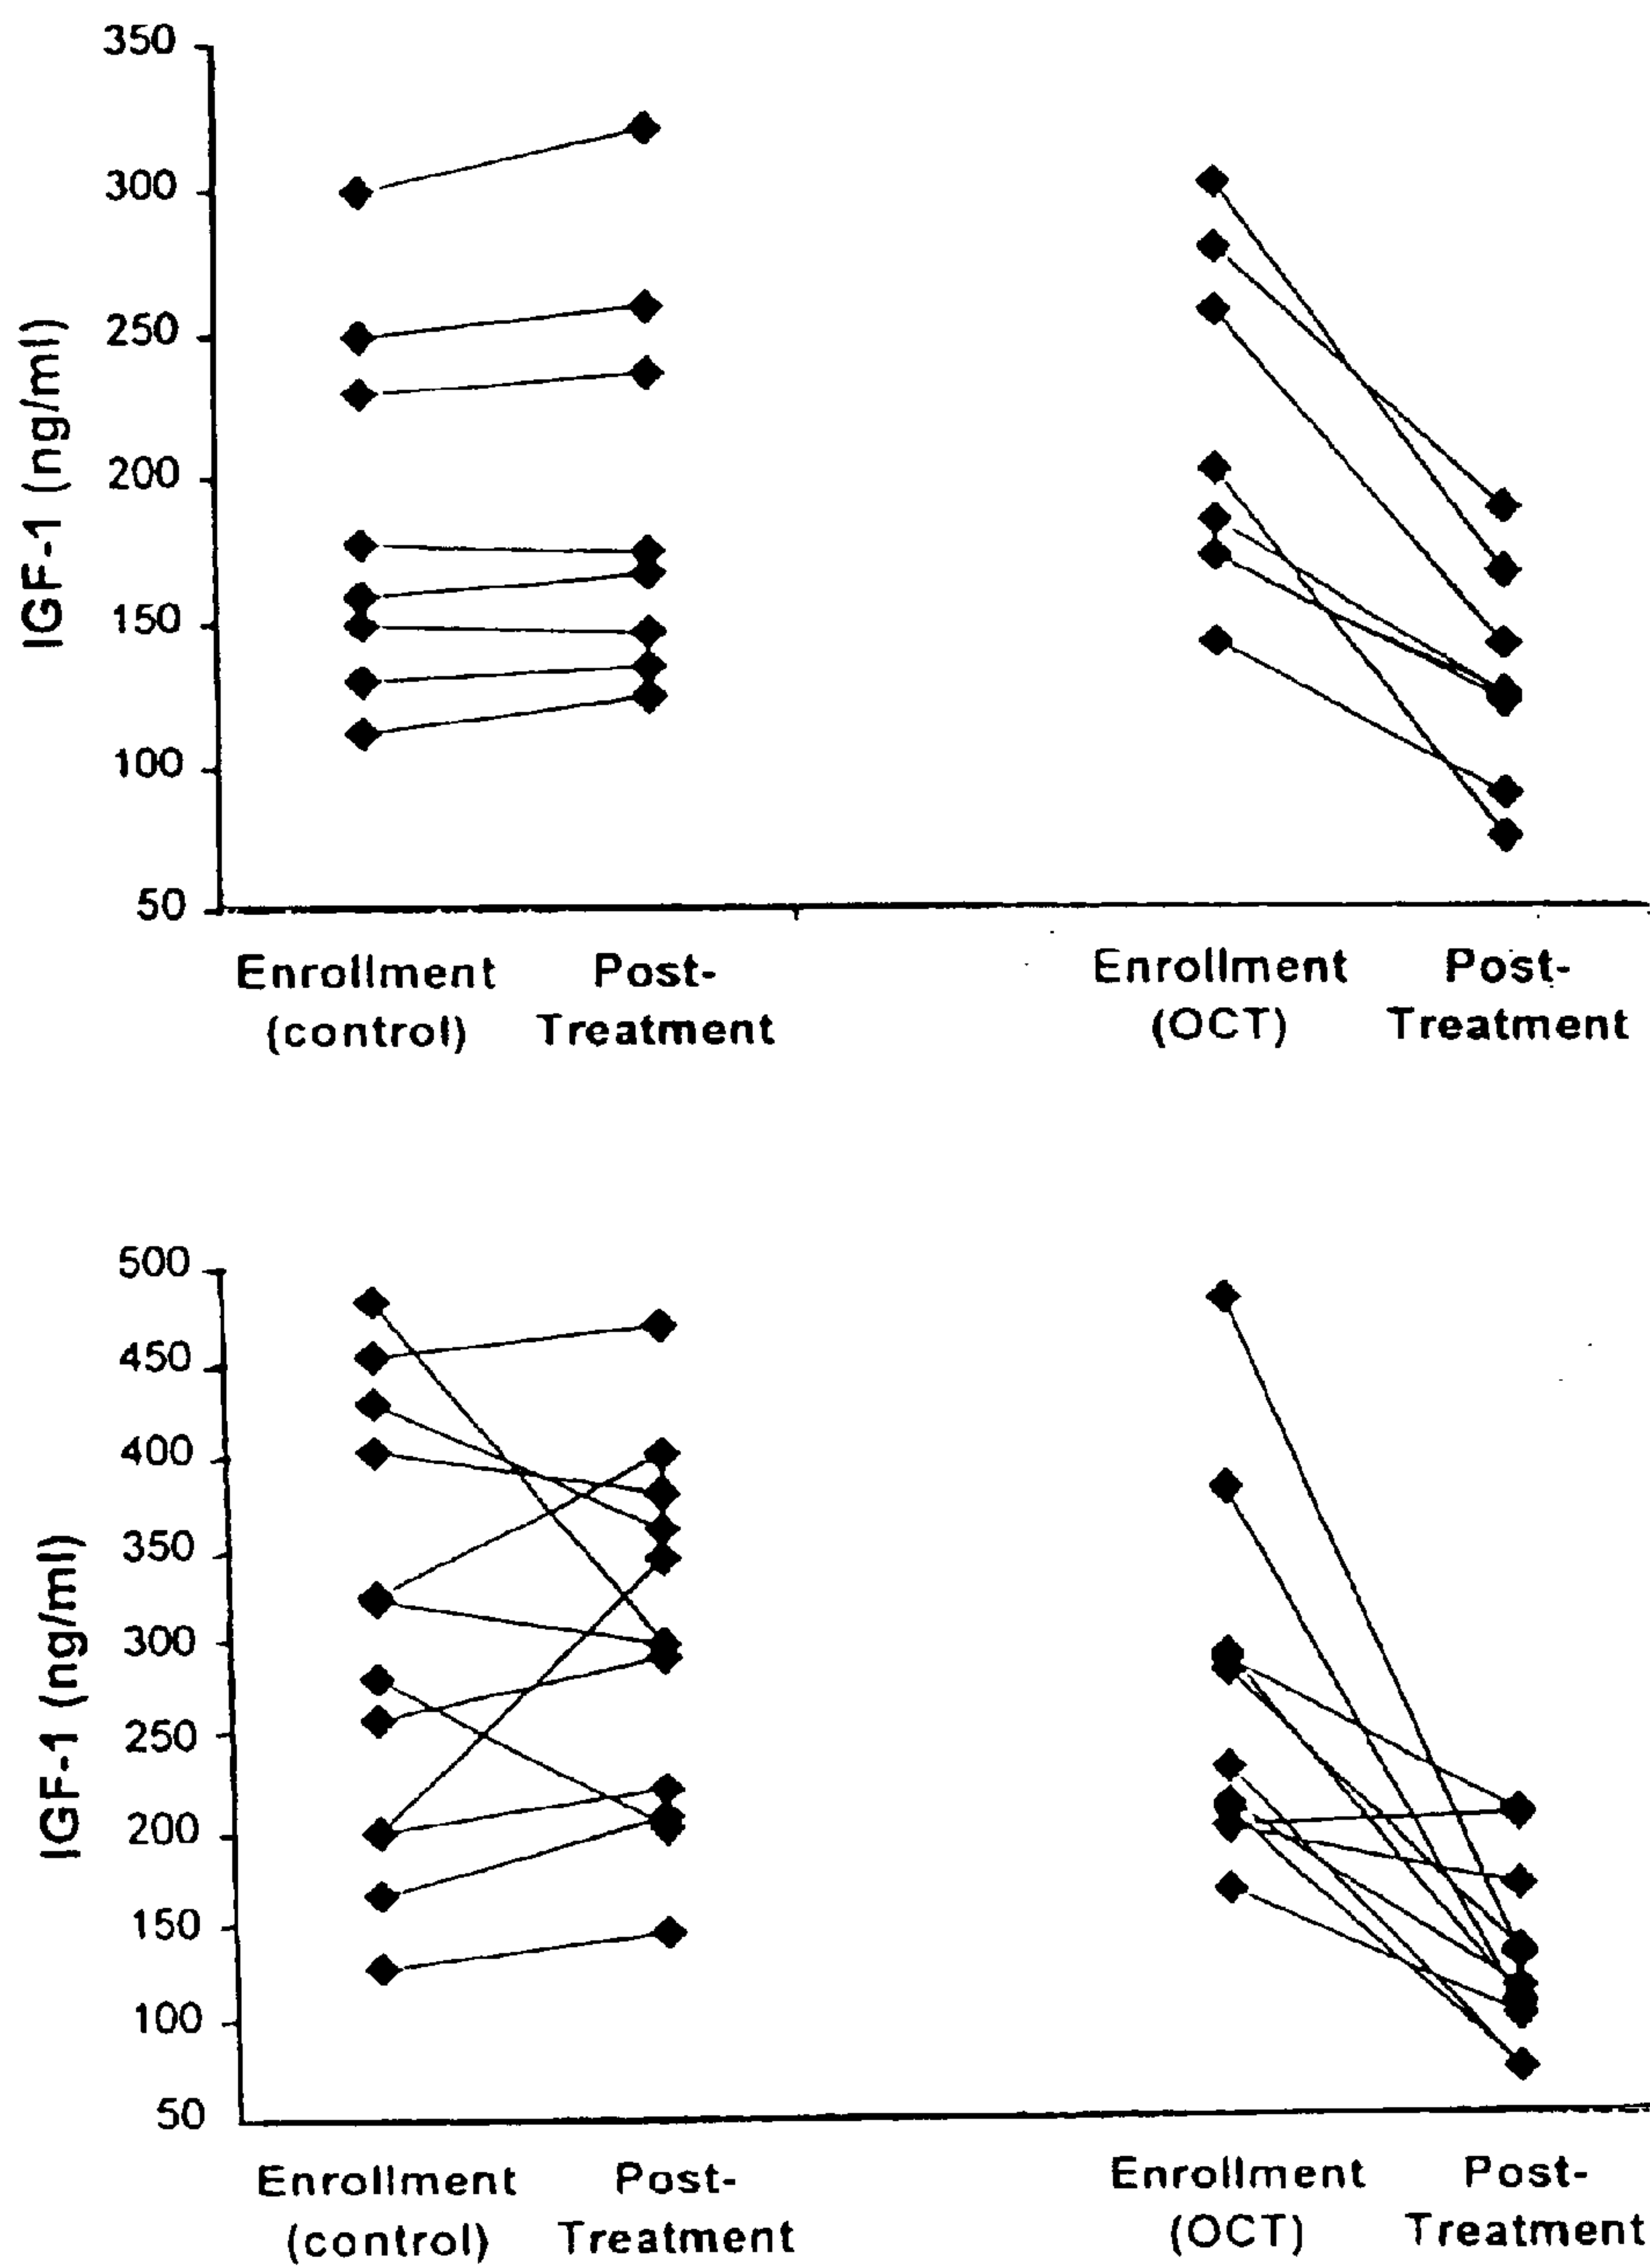 350
300
250
200
150
100
50
IGF-1 (ng/ml)
Enrollment Post- Enrollment Post-
(control) Treatment (OCT) Treatment
500
450
400
350
300
250
200
150
100
50
IGF-1 (ng/ml)
Enrollment Post- Enrollment Post-
(control) Treatment (OCT) Treatment